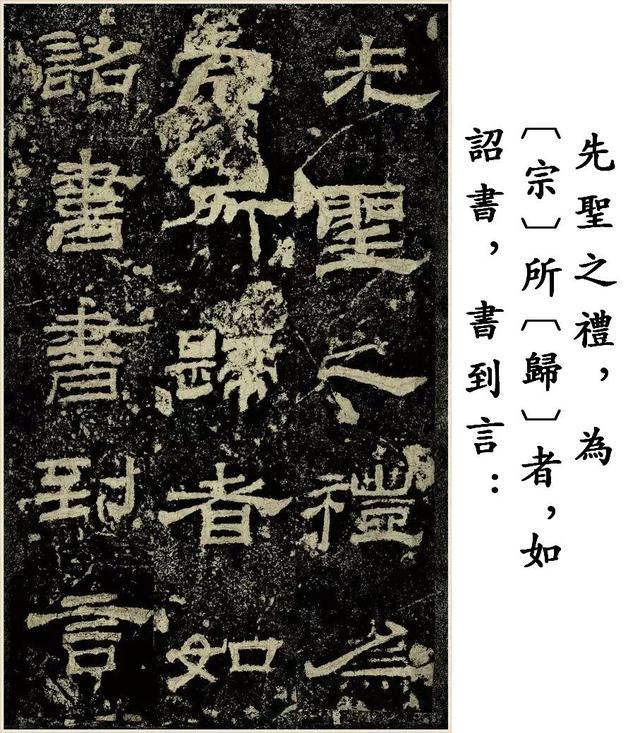 先聖之禮，為
〔宗〕所〔歸〕者，如
詔書，書到言：
先聖之禮為
宗所歸者如
詔書書到言